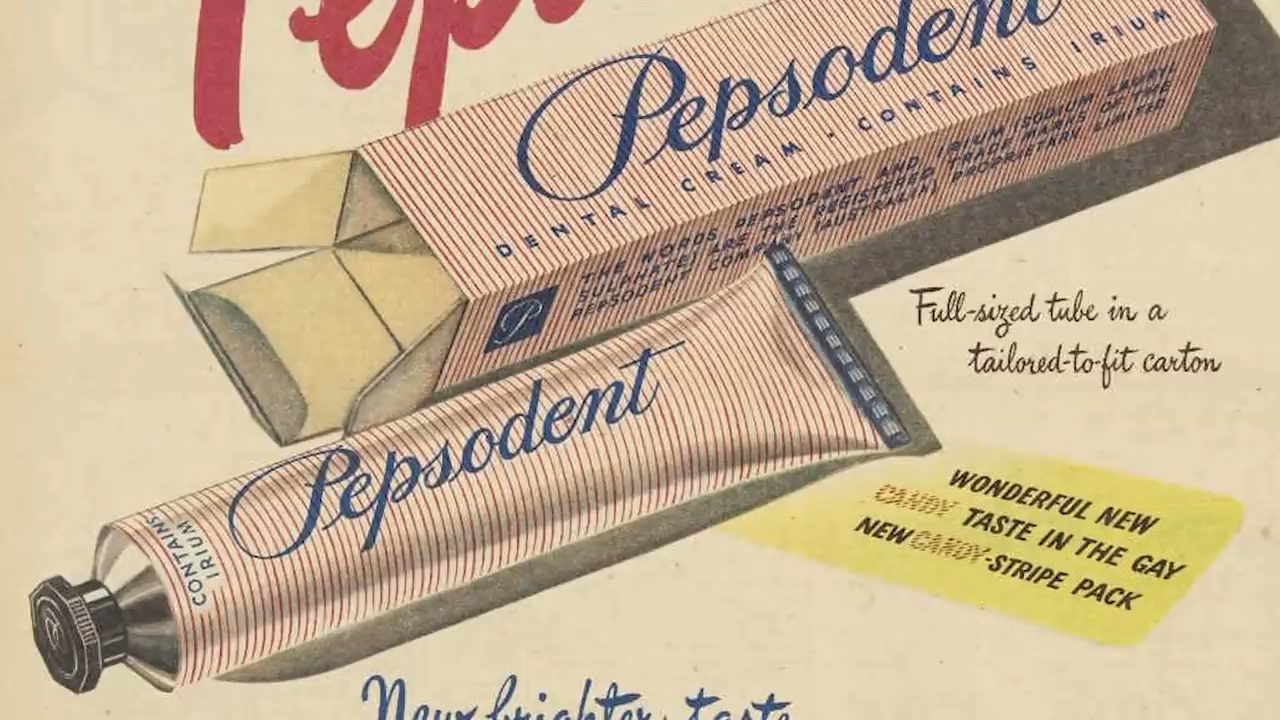 Pepsodent
DENTAL CREAM · CONTAINS IRIUM
THE WORDS PEPSODENT AND IRIUM (SODIUM LAURYL
SULPHATE) ARE THE REGISTERED TRADE MARKS OF THE
PEPSODENT COMPANY (AUSTRALIA) PROPRIETARY LIMITED
P
Full-sized tube in a
tailored-to-fit carton
Pepsodent
CONTAINS
IRIUM
WONDERFUL NEW
CANDY TASTE IN THE GAY
NEW CANDY-STRIPE PACK
New brighter taste